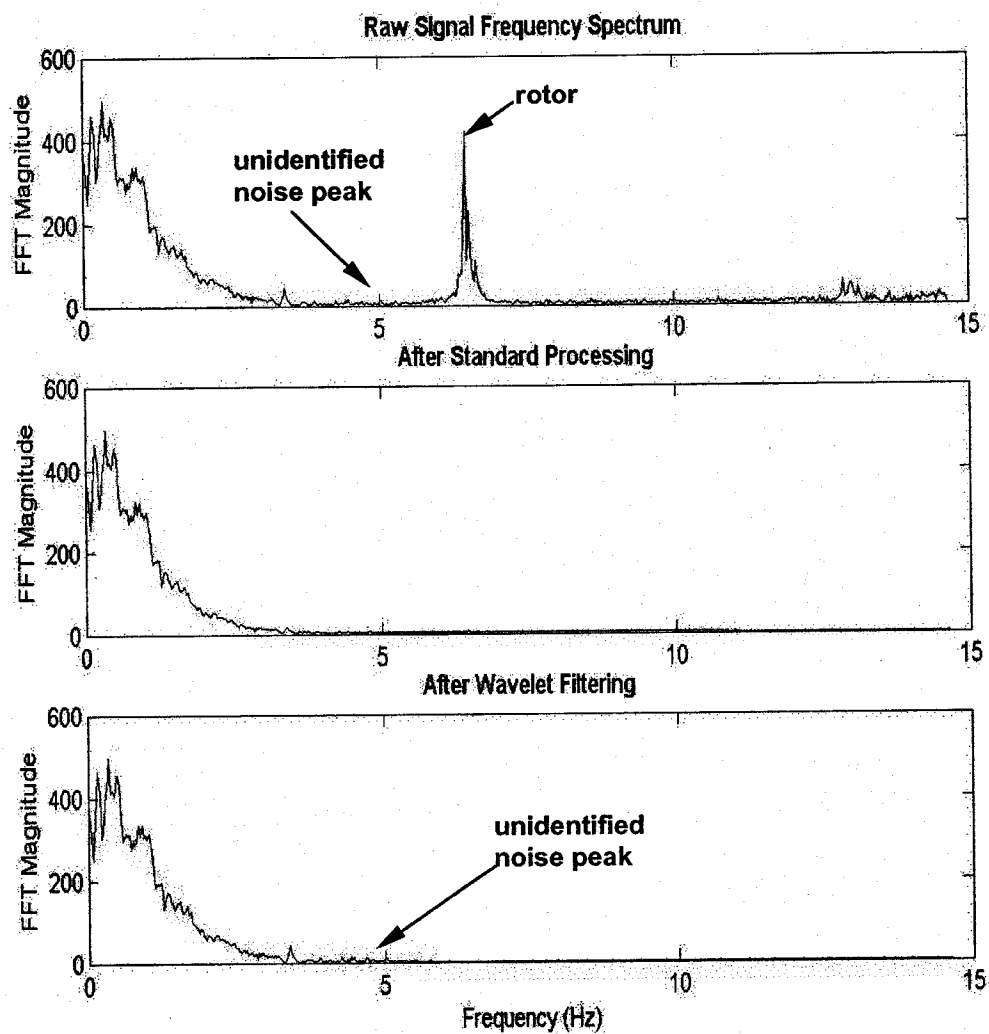 Raw Signal Frequency Spectrum
600
400
200
0
FFT Magnitude
rotor
unidentified
noise peak
0
5
10
15
After Standard Processing
600
400
200
0
FFT Magnitude
0
5
10
15
After Wavelet Filtering
600
400
200
0
FFT Magnitude
unidentified
noise peak
0
5
10
15
Frequency (Hz)